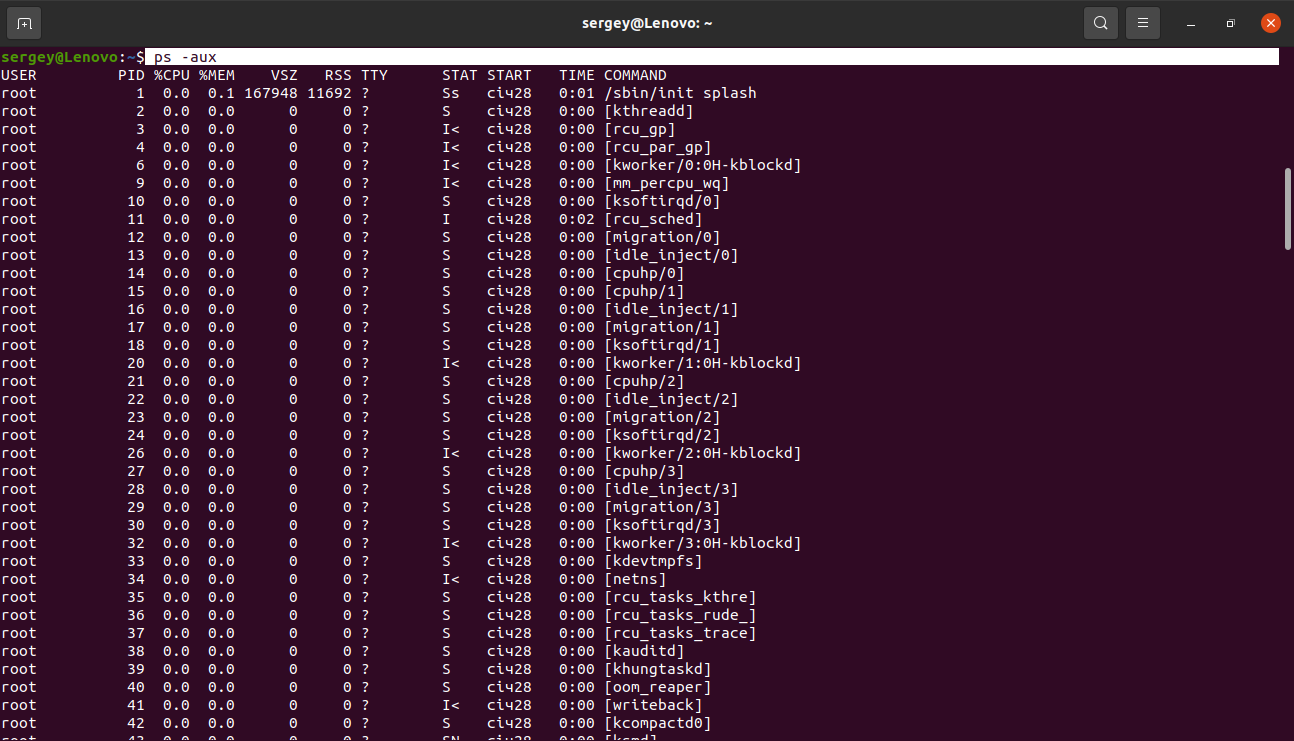 sergey@Lenovo: ~
sergey@Lenovo:~$ ps -aux
USER PID %CPU %MEM VSZ RSS TTY STAT START TIME COMMAND
root 1 0.0 0.1 167948 11692 ? Ss січ28 0:01 /sbin/init splash
root 2 0.0 0.0 0 0 ? S січ28 0:00 [kthreadd]
root 3 0.0 0.0 0 0 ? I< січ28 0:00 [rcu_gp]
root 4 0.0 0.0 0 0 ? I< січ28 0:00 [rcu_par_gp]
root 6 0.0 0.0 0 0 ? I< січ28 0:00 [kworker/0:0H-kblockd]
root 9 0.0 0.0 0 0 ? I< січ28 0:00 [mm_percpu_wq]
root 10 0.0 0.0 0 0 ? S січ28 0:00 [ksoftirqd/0]
root 11 0.0 0.0 0 0 ? I січ28 0:02 [rcu_sched]
root 12 0.0 0.0 0 0 ? S січ28 0:00 [migration/0]
root 13 0.0 0.0 0 0 ? S січ28 0:00 [idle_inject/0]
root 14 0.0 0.0 0 0 ? S січ28 0:00 [cpuhp/0]
root 15 0.0 0.0 0 0 ? S січ28 0:00 [cpuhp/1]
root 16 0.0 0.0 0 0 ? S січ28 0:00 [idle_inject/1]
root 17 0.0 0.0 0 0 ? S січ28 0:00 [migration/1]
root 18 0.0 0.0 0 0 ? S січ28 0:00 [ksoftirqd/1]
root 20 0.0 0.0 0 0 ? I< січ28 0:00 [kworker/1:0H-kblockd]
root 21 0.0 0.0 0 0 ? S січ28 0:00 [cpuhp/2]
root 22 0.0 0.0 0 0 ? S січ28 0:00 [idle_inject/2]
root 23 0.0 0.0 0 0 ? S січ28 0:00 [migration/2]
root 24 0.0 0.0 0 0 ? S січ28 0:00 [ksoftirqd/2]
root 26 0.0 0.0 0 0 ? I< січ28 0:00 [kworker/2:0H-kblockd]
root 27 0.0 0.0 0 0 ? S січ28 0:00 [cpuhp/3]
root 28 0.0 0.0 0 0 ? S січ28 0:00 [idle_inject/3]
root 29 0.0 0.0 0 0 ? S січ28 0:00 [migration/3]
root 30 0.0 0.0 0 0 ? S січ28 0:00 [ksoftirqd/3]
root 32 0.0 0.0 0 0 ? I< січ28 0:00 [kworker/3:0H-kblockd]
root 33 0.0 0.0 0 0 ? S січ28 0:00 [kdevtmpfs]
root 34 0.0 0.0 0 0 ? I< січ28 0:00 [netns]
root 35 0.0 0.0 0 0 ? S січ28 0:00 [rcu_tasks_kthre]
root 36 0.0 0.0 0 0 ? S січ28 0:00 [rcu_tasks_rude_]
root 37 0.0 0.0 0 0 ? S січ28 0:00 [rcu_tasks_trace]
root 38 0.0 0.0 0 0 ? S січ28 0:00 [kauditd]
root 39 0.0 0.0 0 0 ? S січ28 0:00 [khungtaskd]
root 40 0.0 0.0 0 0 ? S січ28 0:00 [oom_reaper]
root 41 0.0 0.0 0 0 ? I< січ28 0:00 [writeback]
root 42 0.0 0.0 0 0 ? S січ28 0:00 [kcompactd0]
root 43 0.0 0.0 0 0 ? SN січ28 0:00 [ksmd]